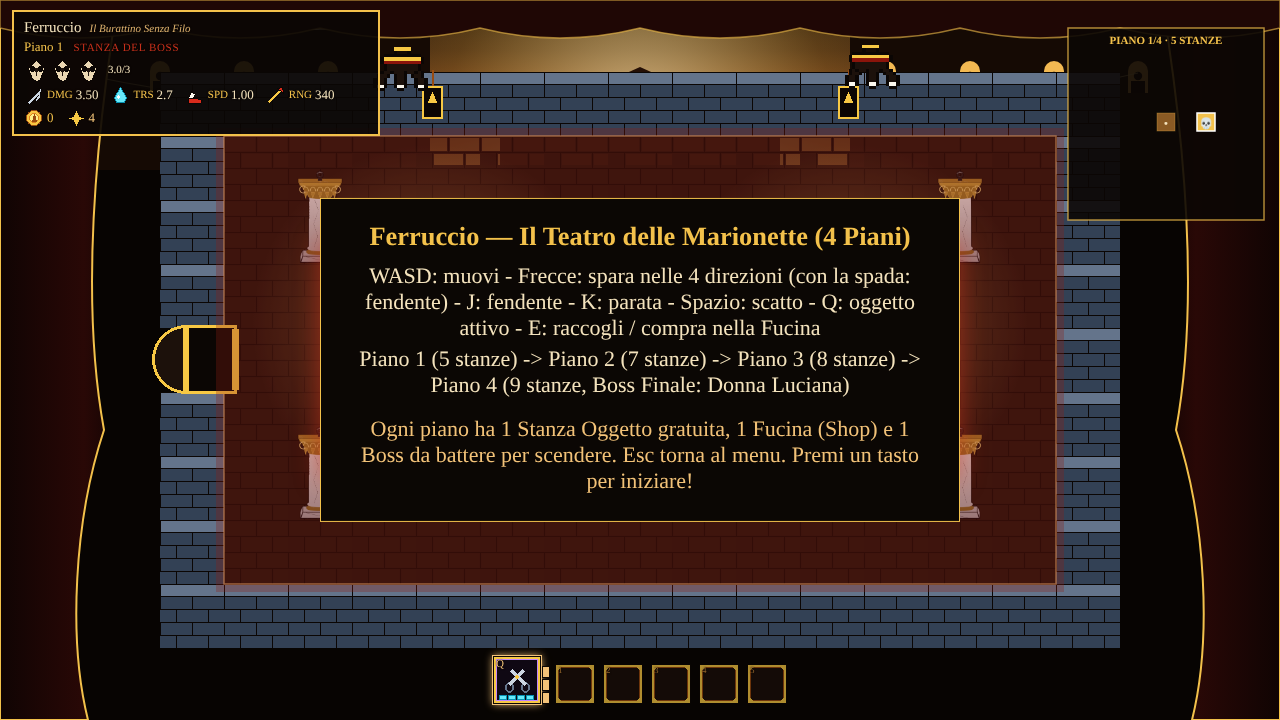 Ferruccio Il Burattino Senza Filo
Piano 1 STANZA DEL BOSS
3.0/3
DMG 3.50 TRS 2.7 SPD 1.00 RNG 340
0 4
PIANO 1/4 · 5 STANZE
Ferruccio — Il Teatro delle Marionette (4 Piani)
WASD: muovi - Frecce: spara nelle 4 direzioni (con la spada:
fendente) - J: fendente - K: parata - Spazio: scatto - Q: oggetto
attivo - E: raccogli / compra nella Fucina
Piano 1 (5 stanze) -> Piano 2 (7 stanze) -> Piano 3 (8 stanze) ->
Piano 4 (9 stanze, Boss Finale: Donna Luciana)
Ogni piano ha 1 Stanza Oggetto gratuita, 1 Fucina (Shop) e 1
Boss da battere per scendere. Esc torna al menu. Premi un tasto
per iniziare!
Q 1 2 3 4 5